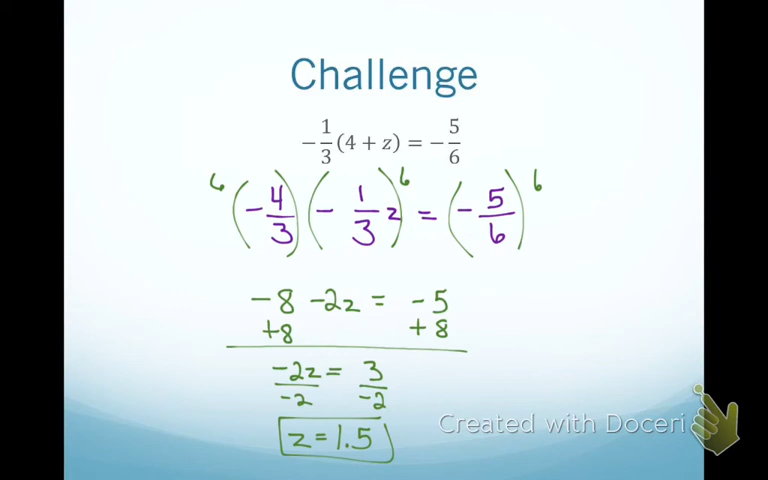 Challenge
-1/3(4 + z) = -5/6
6(-4/3)(-1/3 z)6 = (-5/6)6
-8 -2z = -5
+8 +8
-2z/-2 = 3/-2
z = 1.5
Created with Doceri